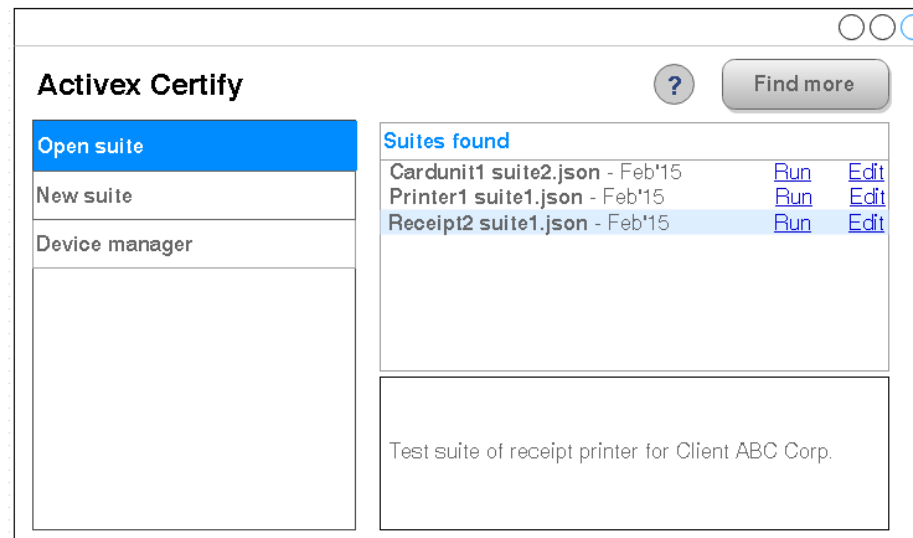 Activex Certify
?
Find more
Open suite
New suite
Device manager
Suites found
Cardunit1 suite2.json - Feb'15 Run Edit
Printer1 suite1.json - Feb'15 Run Edit
Receipt2 suite1.json - Feb'15 Run Edit
Test suite of receipt printer for Client ABC Corp.